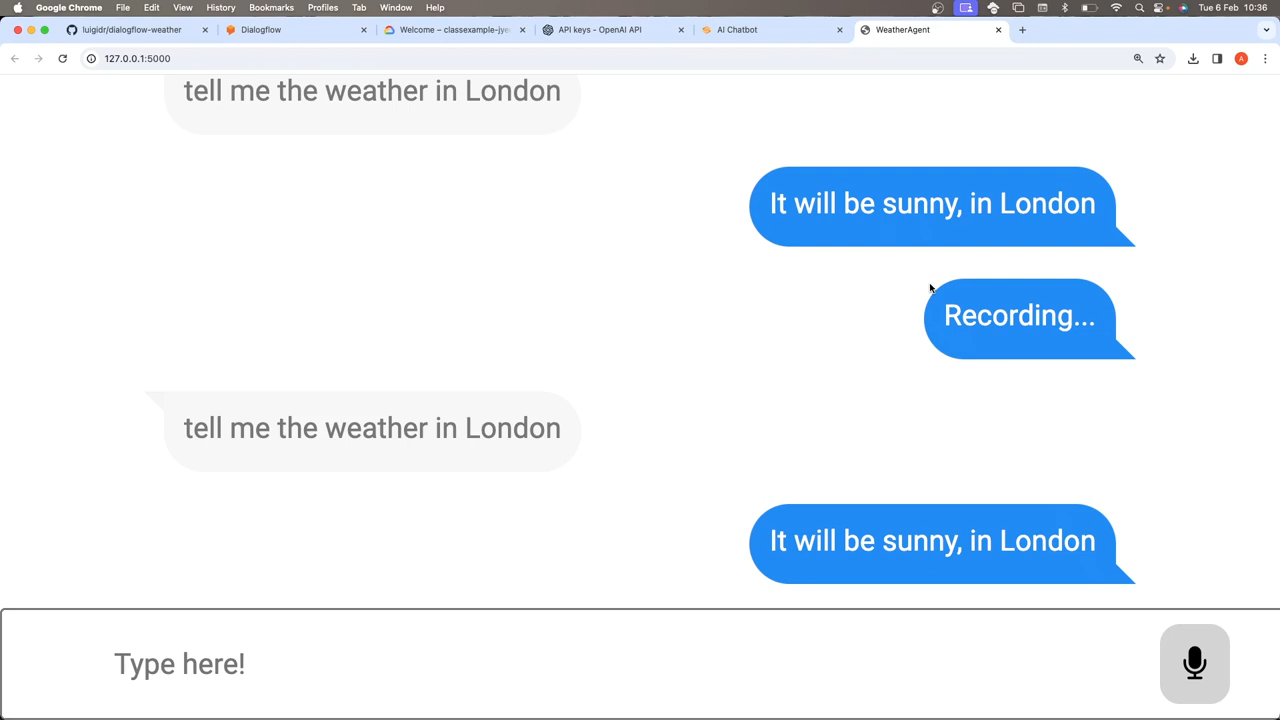 Chrome File Edit View History Bookmarks Profiles Tab Window Help Tue 6 Feb 10:36
luigidr/dialogflow-weather Dialogflow Welcome – classexample-jye API keys - OpenAI API AI Chatbot WeatherAgent
127.0.0.1:5000 A
tell me the weather in London
It will be sunny, in London
Recording...
tell me the weather in London
It will be sunny, in London
Type here!